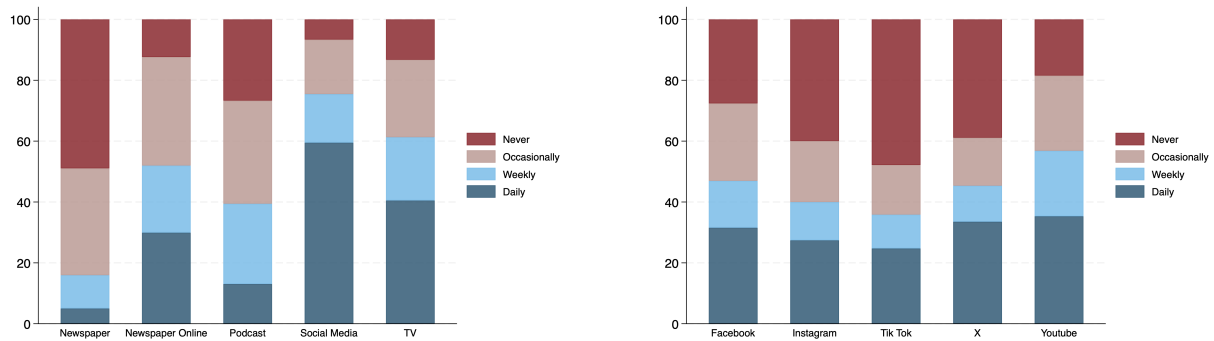 100
80
60
40
20
0
Newspaper Newspaper Online Podcast Social Media TV
Never
Occasionally
Weekly
Daily
100
80
60
40
20
0
Facebook Instagram Tik Tok X Youtube
Never
Occasionally
Weekly
Daily